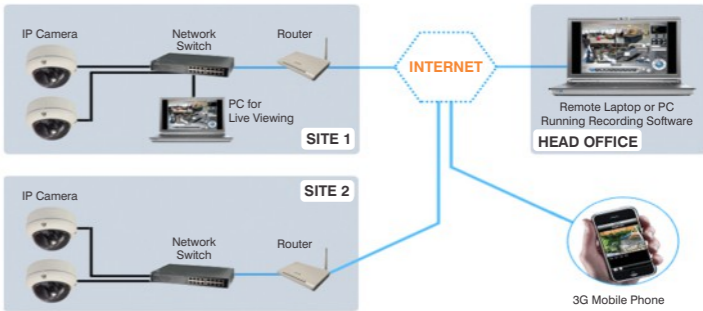 IP Camera
Network
Switch
Router
PC for
Live Viewing
SITE 1
INTERNET
Remote Laptop or PC
Running Recording Software
HEAD OFFICE
SITE 2
IP Camera
Network
Switch
Router
3G Mobile Phone